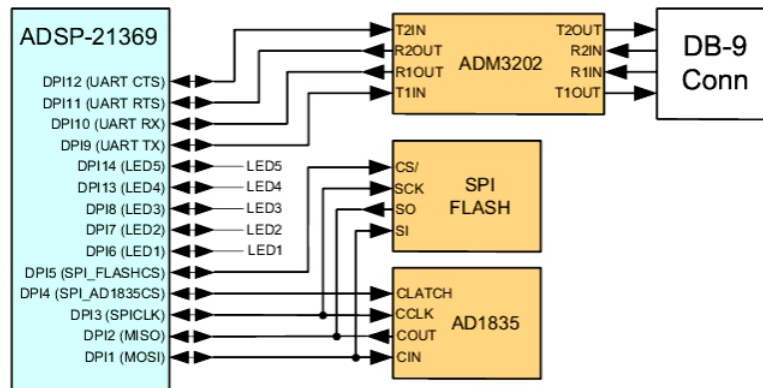 ADSP-21369
DPI12 (UART CTS)
DPI11 (UART RTS)
DPI10 (UART RX)
DPI9 (UART TX)
DPI14 (LED5)
DPI13 (LED4)
DPI8 (LED3)
DPI7 (LED2)
DPI6 (LED1)
DPI5 (SPI_FLASHCS)
DPI4 (SPI_AD1835CS)
DPI3 (SPICLK)
DPI2 (MISO)
DPI1 (MOSI)
LED5
LED4
LED3
LED2
LED1
T2IN
R2OUT
R1OUT
T1IN
ADM3202
T2OUT
R2IN
R1IN
T1OUT
DB-9
Conn
CS/
SCK
SO
SI
SPI
FLASH
CLATCH
CCLK
COUT
CIN
AD1835